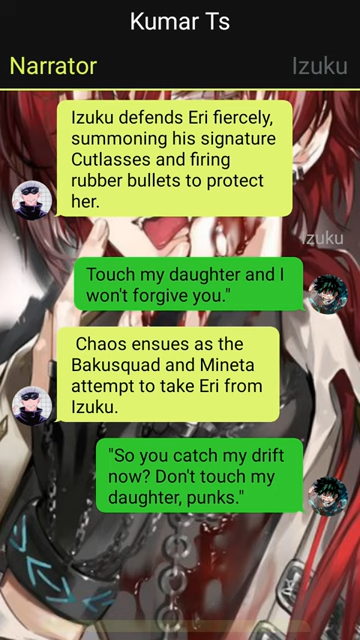 Kumar Ts
Narrator
Izuku
Izuku defends Eri fiercely,
summoning his signature
Cutlasses and firing
rubber bullets to protect
her.
Izuku
Touch my daughter and I
won't forgive you."
Chaos ensues as the
Bakusquad and Mineta
attempt to take Eri from
Izuku.
"So you catch my drift
now? Don't touch my
daughter, punks."